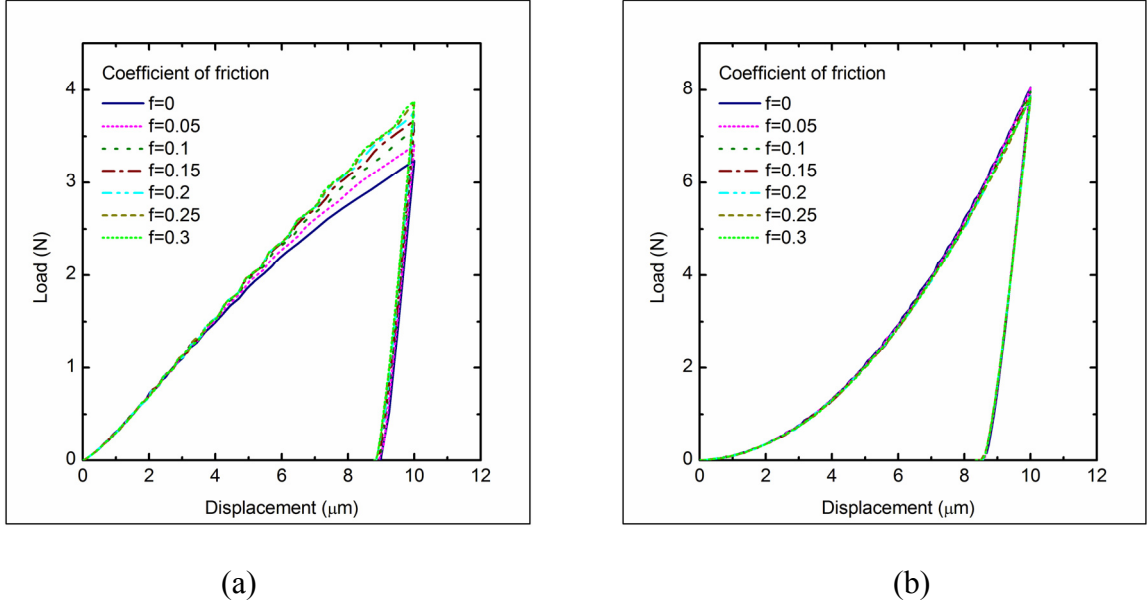 Coefficient of friction
f=0
f=0.05
f=0.1
f=0.15
f=0.2
f=0.25
f=0.3
Load (N)
4
3
2
1
0
0 2 4 6 8 10 12
Displacement (μm)
(a)
Coefficient of friction
f=0
f=0.05
f=0.1
f=0.15
f=0.2
f=0.25
f=0.3
Load (N)
8
6
4
2
0
0 2 4 6 8 10 12
Displacement (μm)
(b)